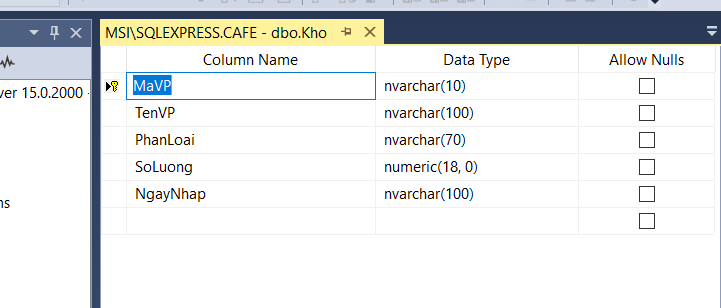 MSI\SQLEXPRESS.CAFE - dbo.Kho
Column Name Data Type Allow Nulls
MaVP nvarchar(10)
ver 15.0.2000 -
TenVP nvarchar(100)
PhanLoai nvarchar(70)
SoLuong numeric(18, 0)
NgayNhap nvarchar(100)
ns